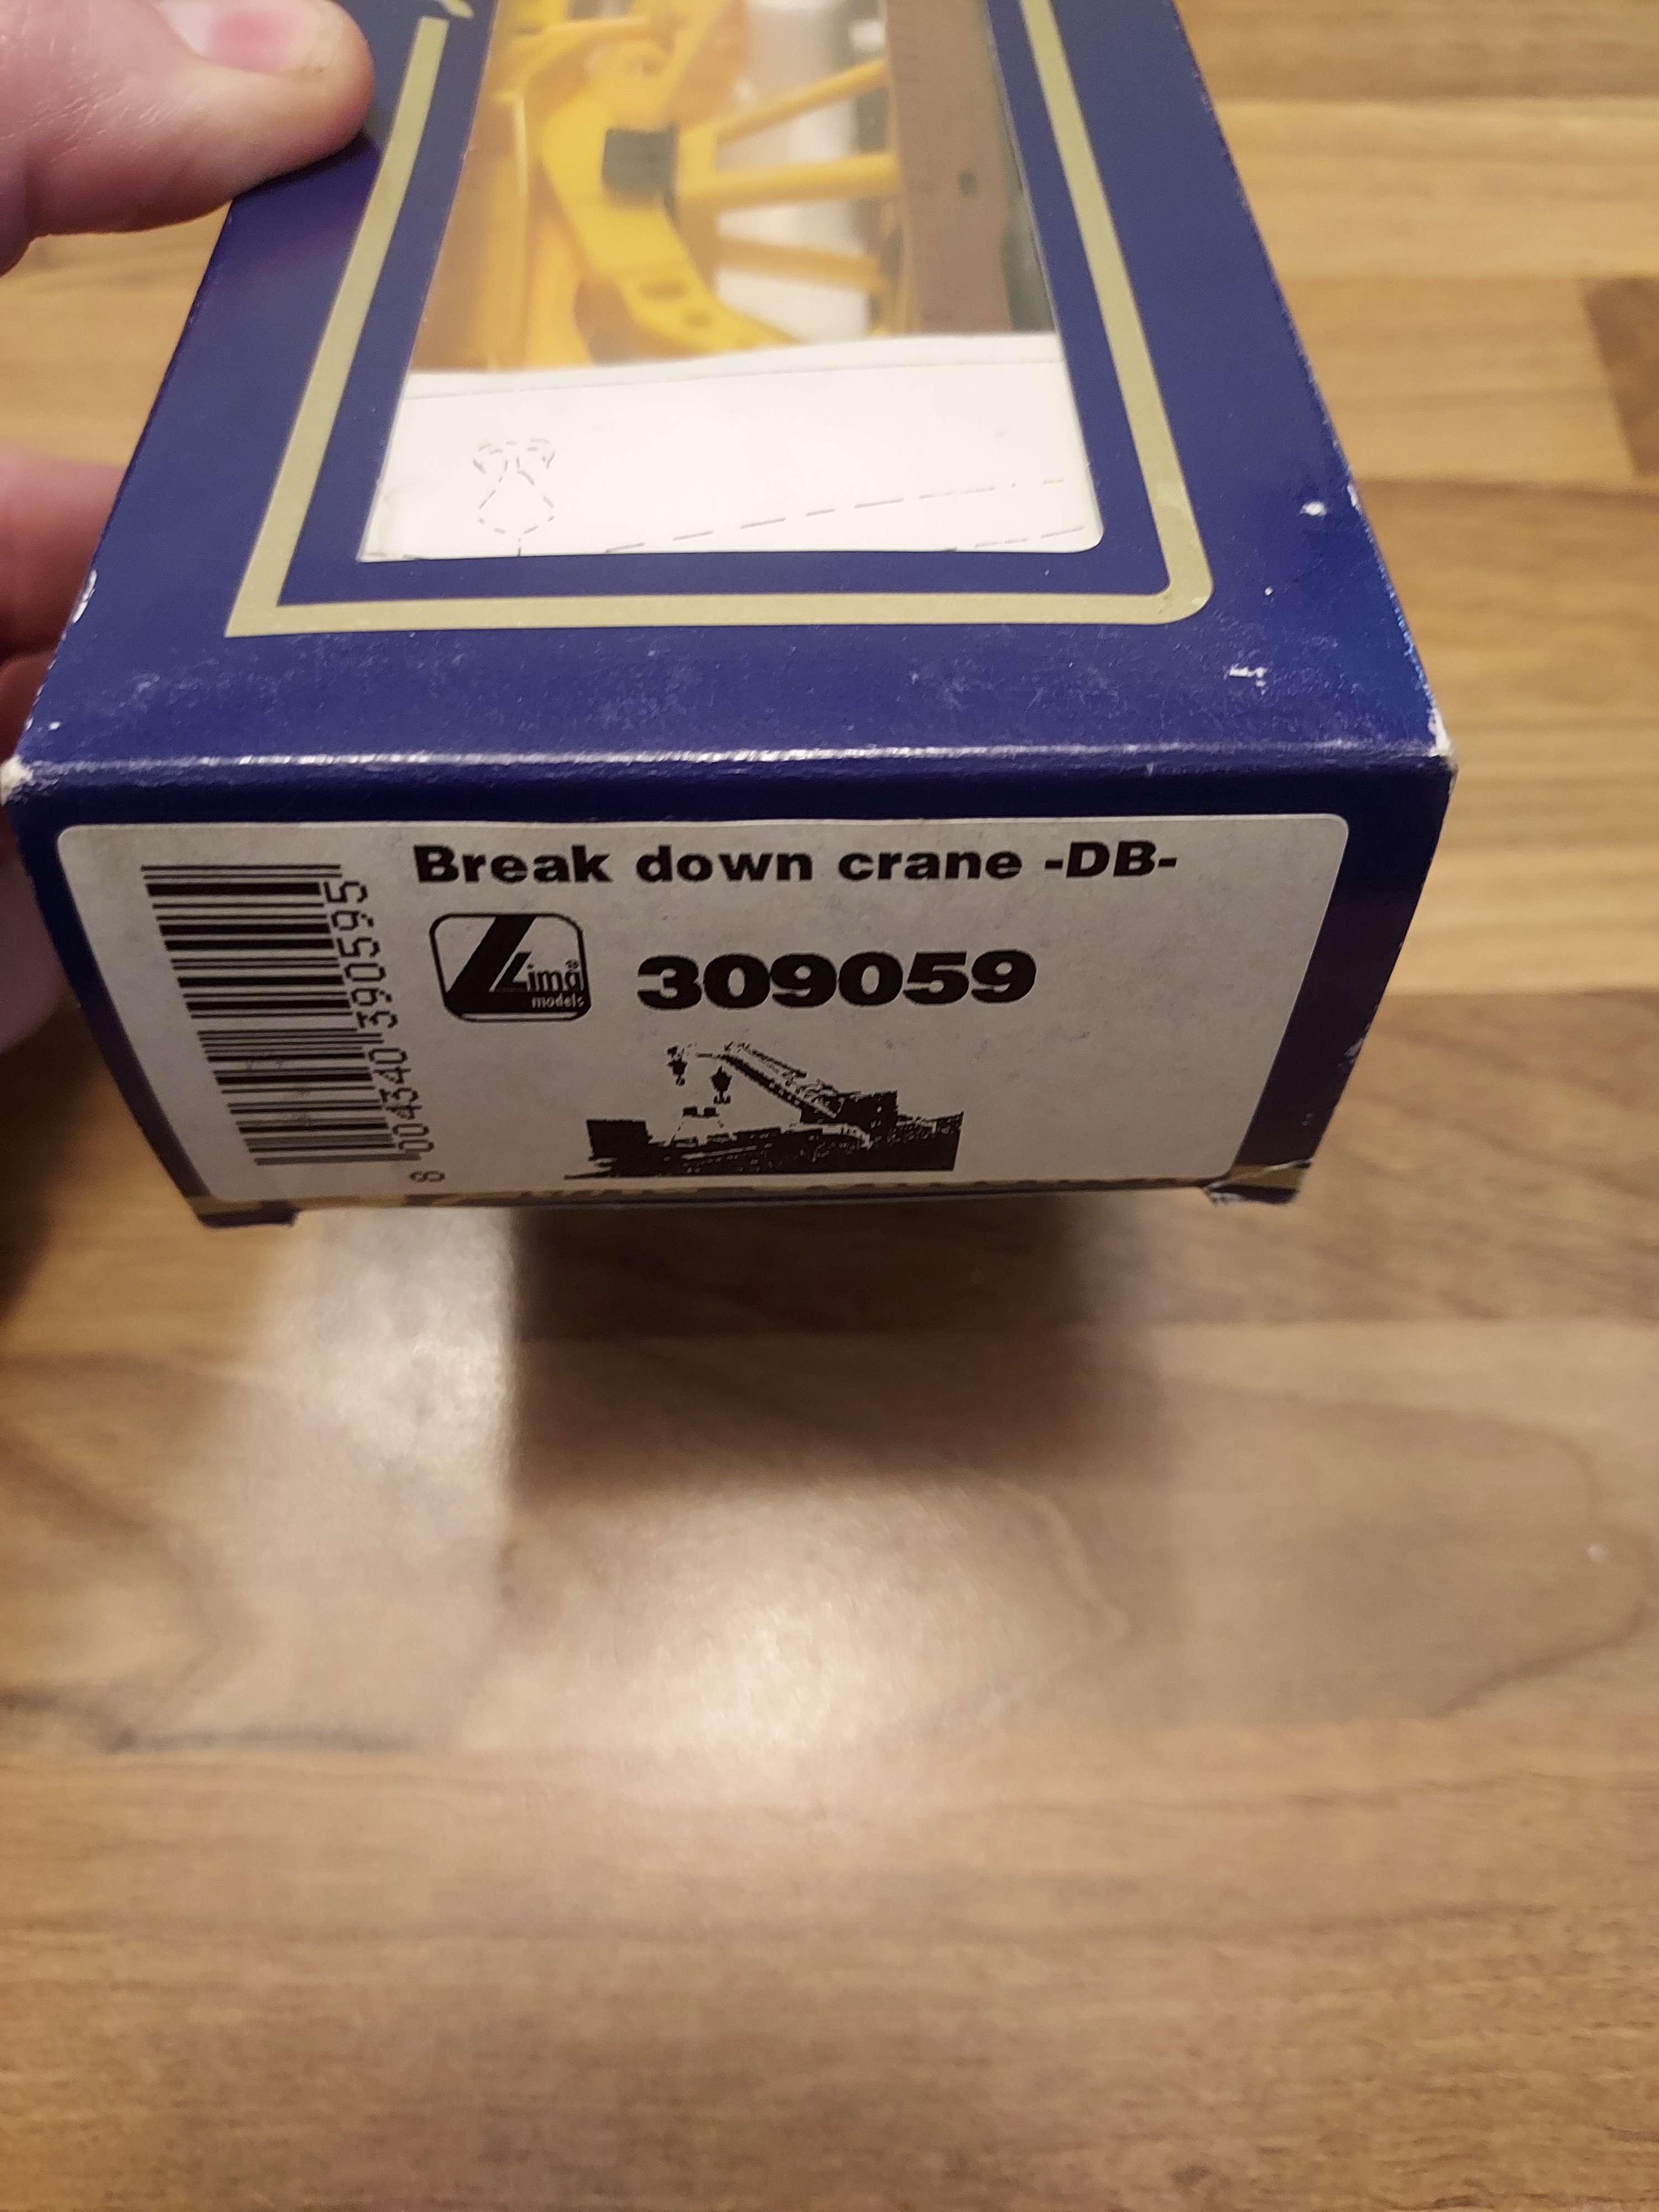 Break down crane -DB-
Lima®
models
309059
8 004340 390595